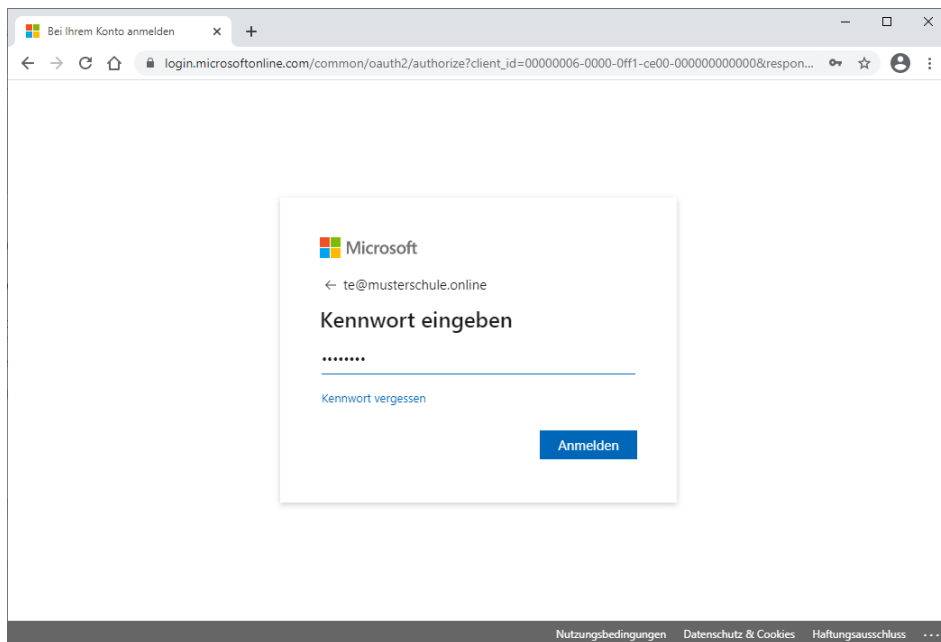 Bei Ihrem Konto anmelden
login.microsoftonline.com/common/oauth2/authorize?client_id=00000006-0000-0ff1-ce00-000000000000&respon...
Microsoft
te@musterschule.online
Kennwort eingeben
••••••••
Kennwort vergessen
Anmelden
Nutzungsbedingungen Datenschutz & Cookies Haftungsausschluss ...